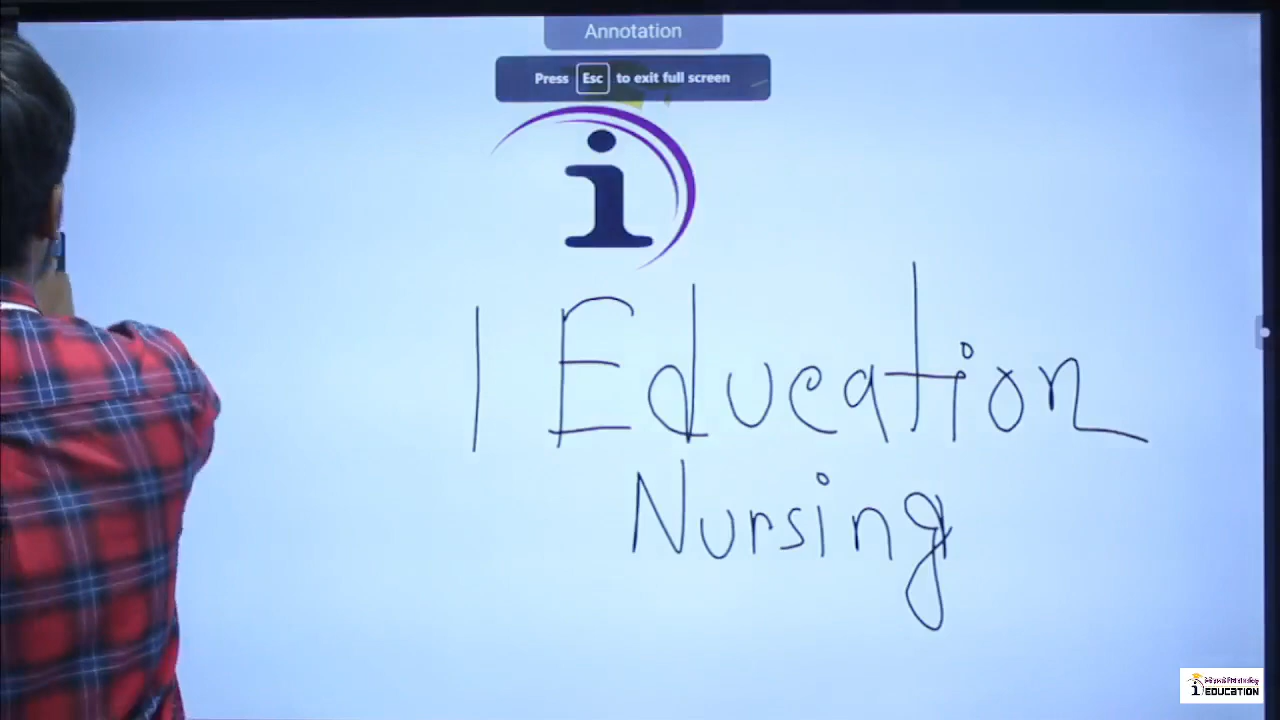 Annotation
Press Esc to exit full screen
i
I Education
Nursing
i EDUCATION